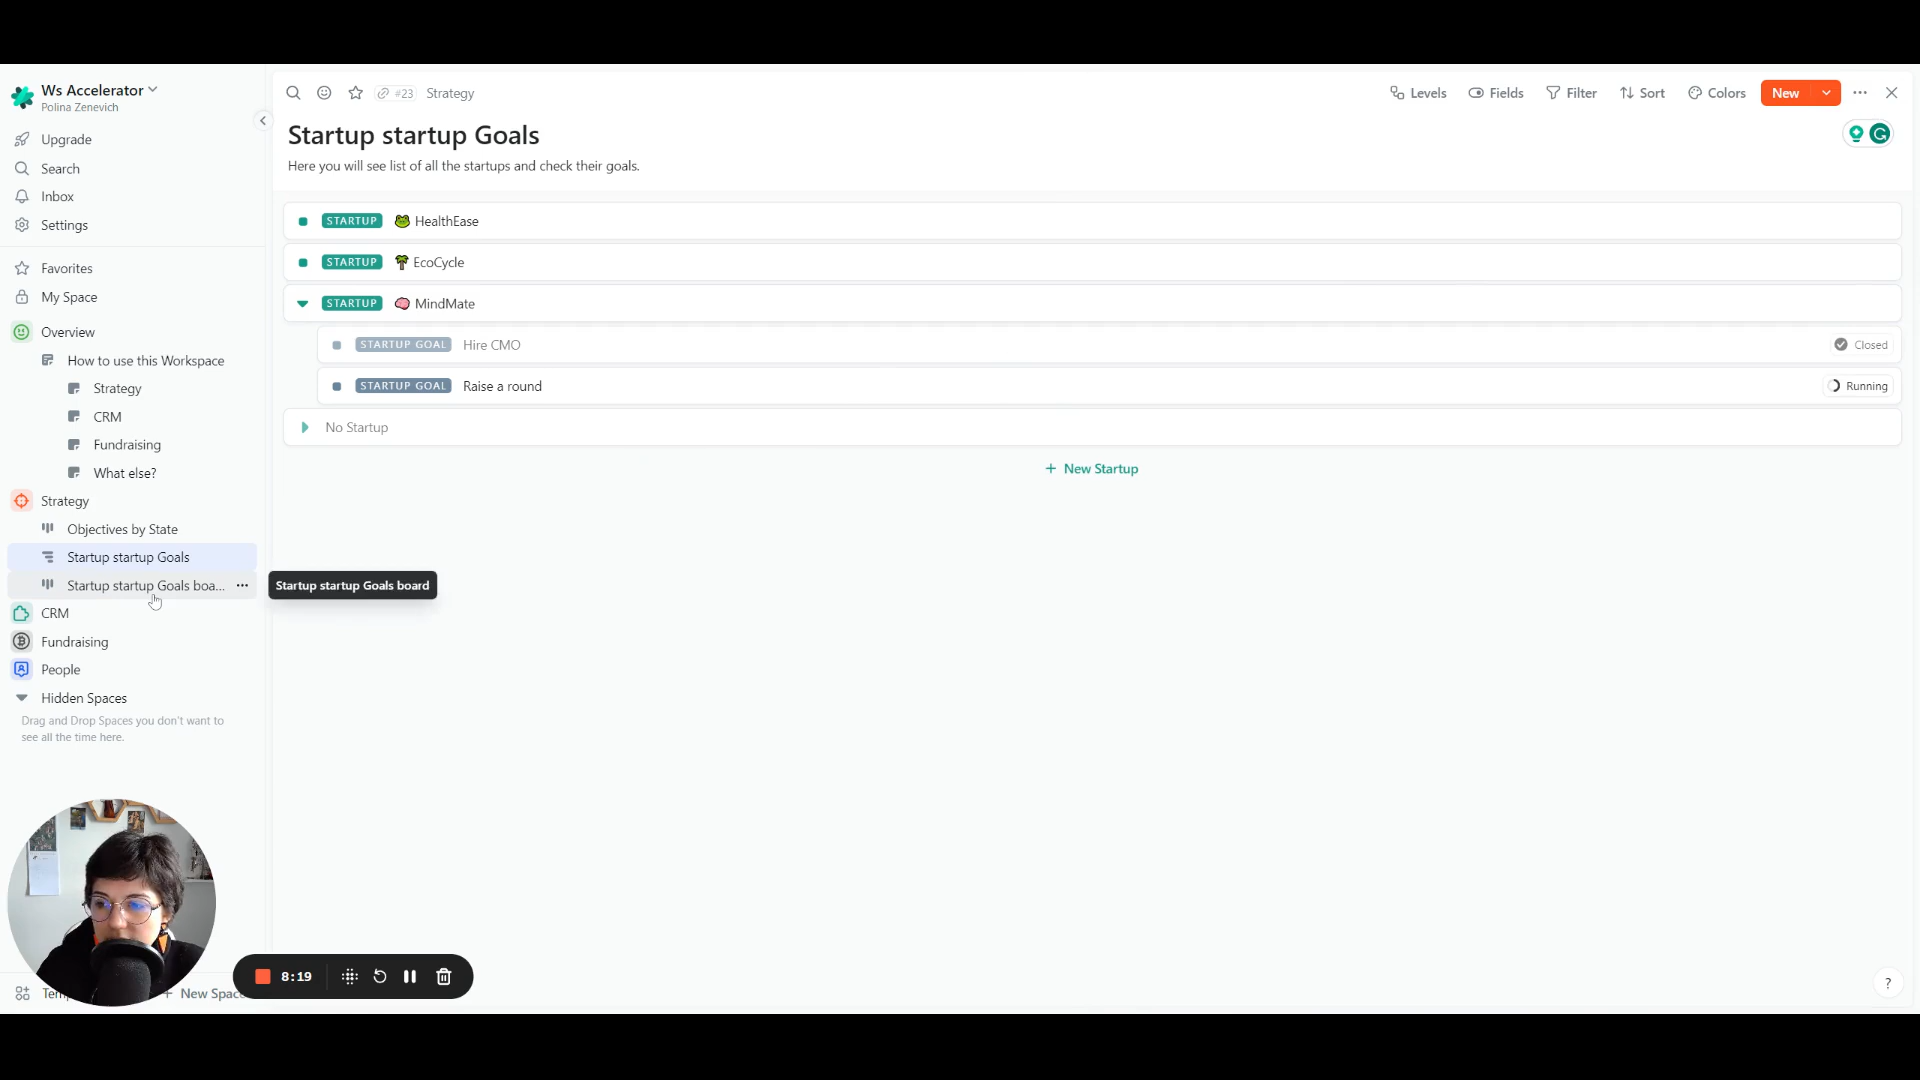 Ws Accelerator
Polina Zenevich
Upgrade
Search
Inbox
Settings
Favorites
My Space
Overview
How to use this Workspace
Strategy
CRM
Fundraising
What else?
Strategy
Objectives by State
Startup startup Goals
Startup startup Goals boa...
CRM
Fundraising
People
Hidden Spaces
Drag and Drop Spaces you don't want to
see all the time here.
New Space
8:19
#23 Strategy
Levels Fields Filter Sort Colors New
Startup startup Goals
Here you will see list of all the startups and check their goals.
STARTUP HealthEase
STARTUP EcoCycle
STARTUP MindMate
STARTUP GOAL Hire CMO Closed
STARTUP GOAL Raise a round Running
No Startup
+ New Startup
Startup startup Goals board
?